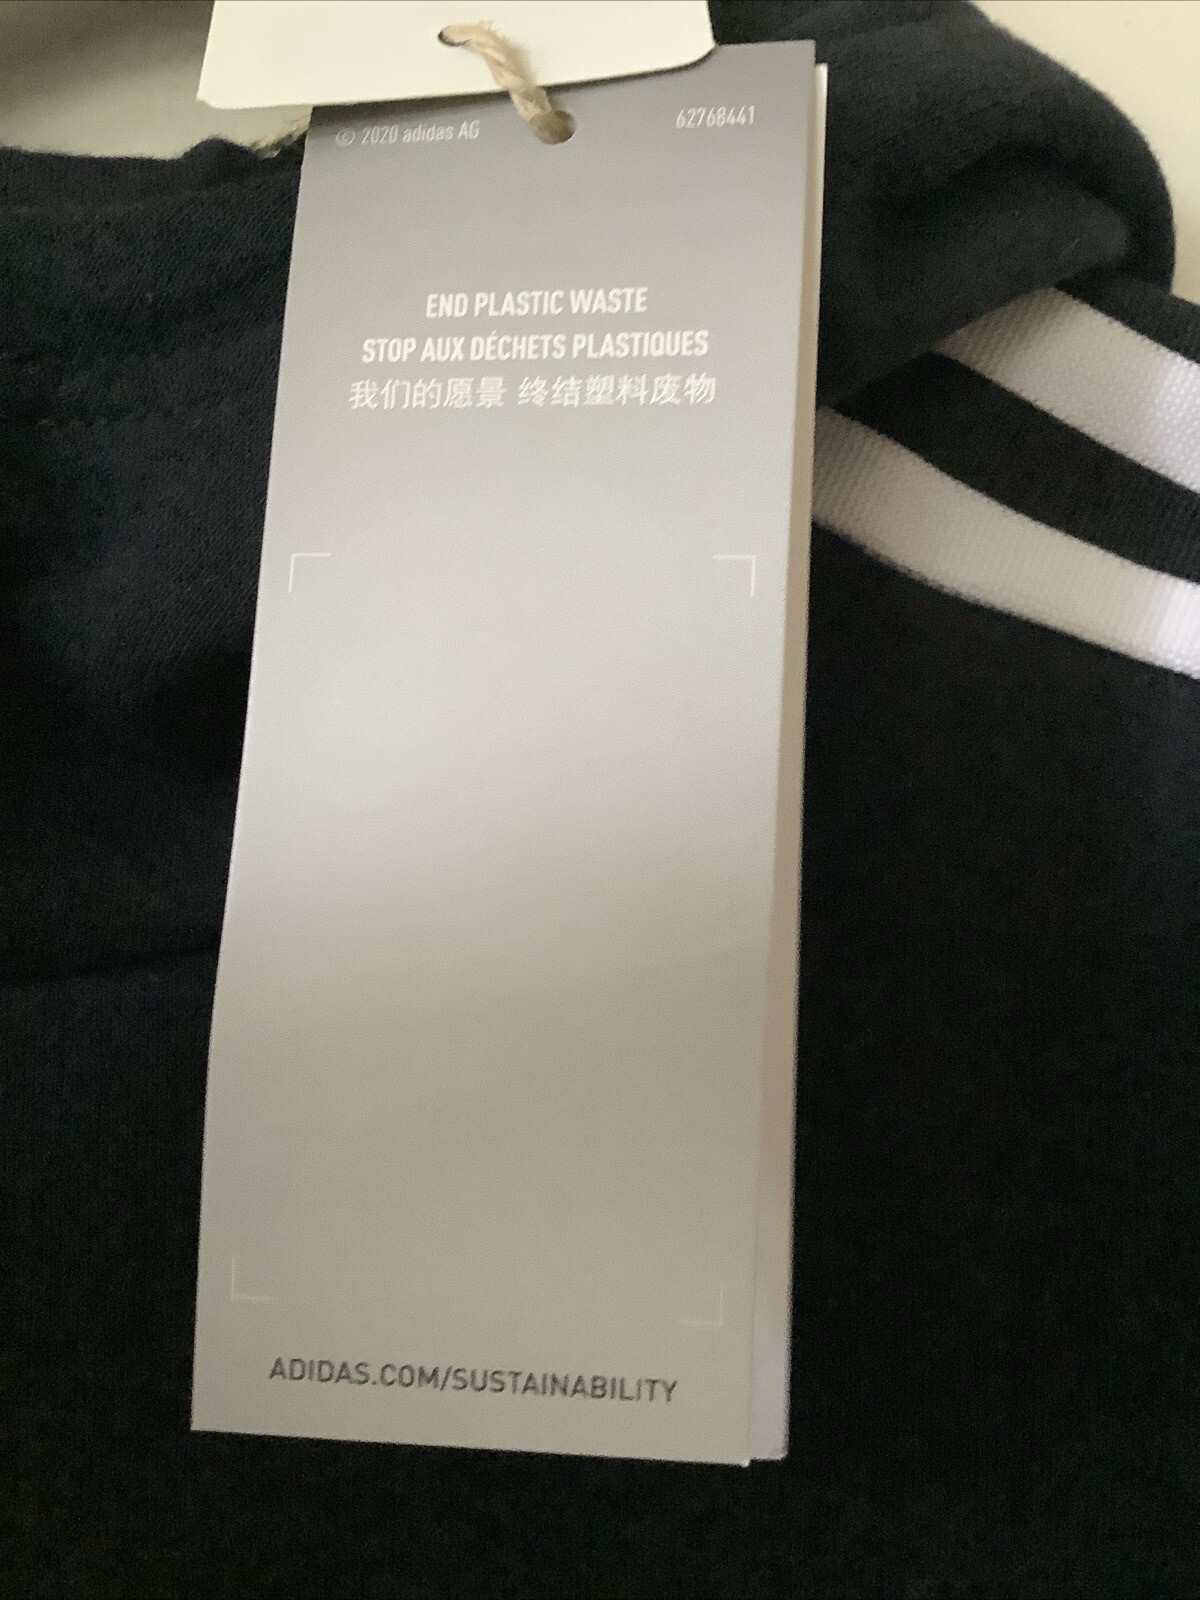 © 2020 adidas AG
62768441
END PLASTIC WASTE
STOP AUX DÉCHETS PLASTIQUES
我们的愿景 终结塑料废物
ADIDAS.COM/SUSTAINABILITY